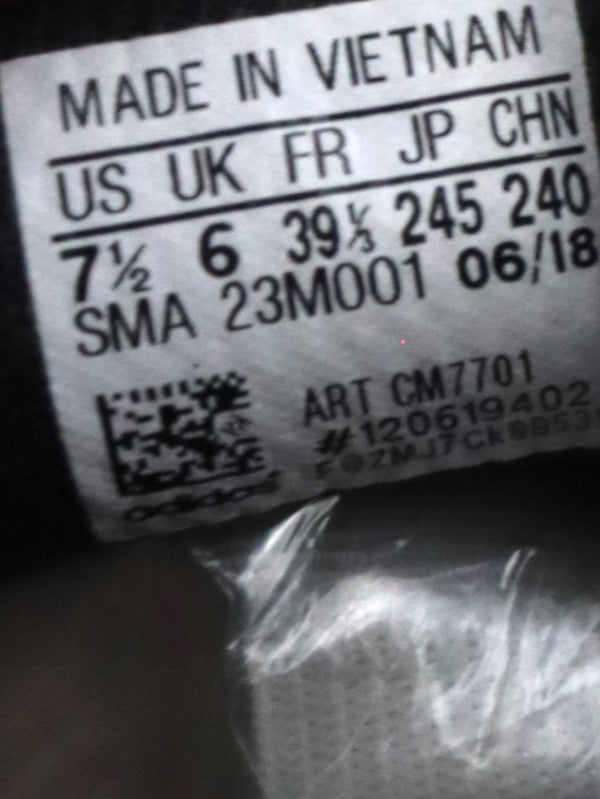 MADE IN VIETNAM
US UK FR JP CHN
7½ 6 39⅓ 245 240
SMA 23M001 06/18
ART CM7701
#120619402
adidas